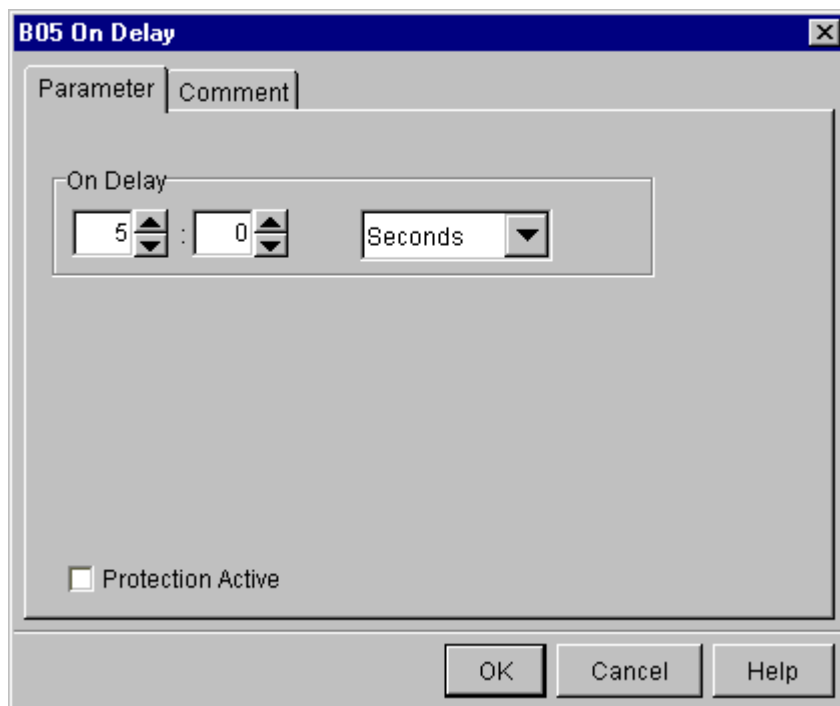 B05 On Delay
Parameter Comment
On Delay
5 : 0 Seconds
Protection Active
OK Cancel Help